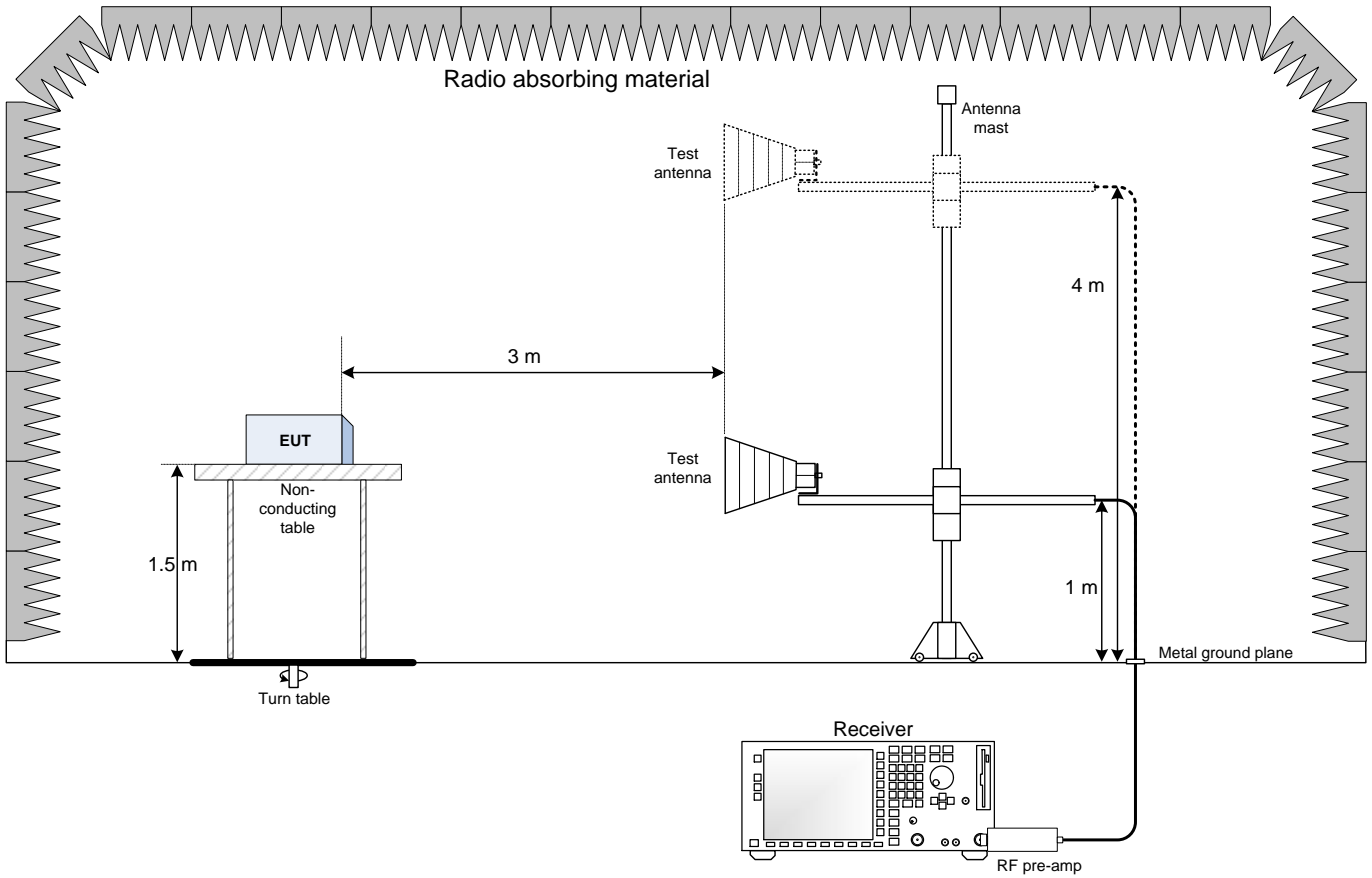 Radio absorbing material
Antenna
mast
Test
antenna
4 m
3 m
EUT
Test
antenna
Non-
conducting
table
1.5 m
1 m
Metal ground plane
Turn table
Receiver
RF pre-amp